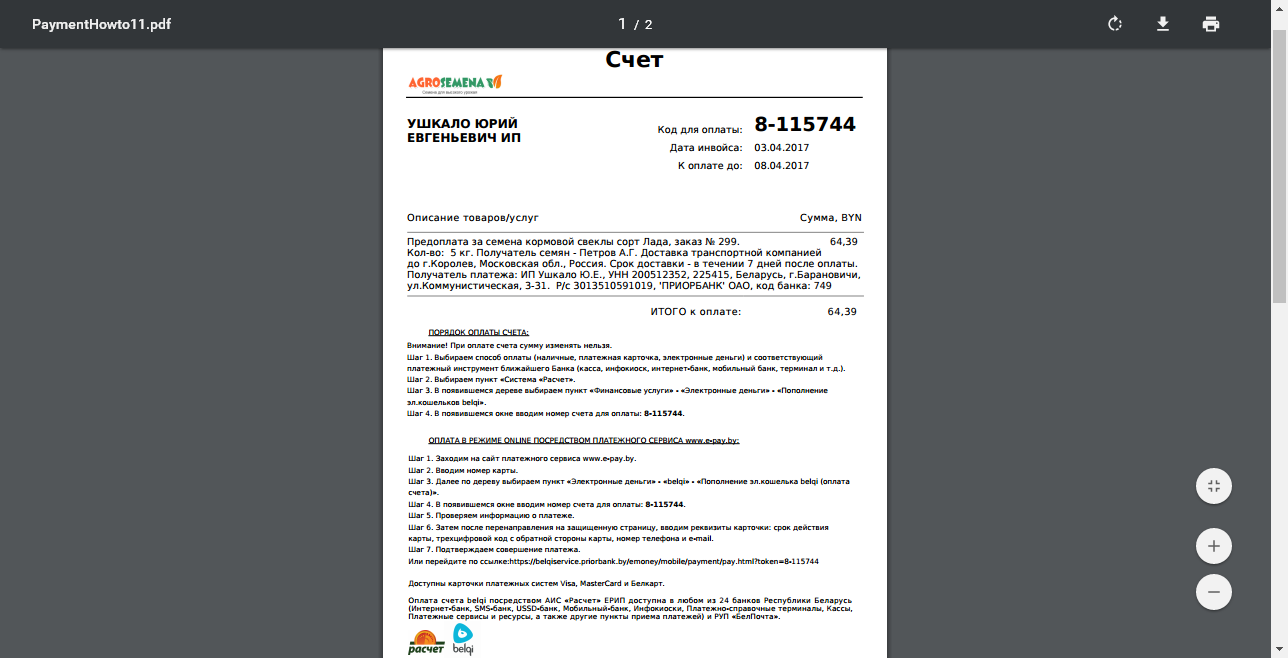 PaymentHowto11.pdf
1 / 2
Счет
AGROSEMENA
Семена для высокого урожая!
УШКАЛО ЮРИЙ
ЕВГЕНЬЕВИЧ ИП
Код для оплаты: 8-115744
Дата инвойса: 03.04.2017
К оплате до: 08.04.2017
Описание товаров/услуг Сумма, BYN
Предоплата за семена кормовой свеклы сорт Лада, заказ № 299. 64,39
Кол-во: 5 кг. Получатель семян - Петров А.Г. Доставка транспортной компанией
до г.Королев, Московская обл., Россия. Срок доставки - в течении 7 дней после оплаты.
Получатель платежа: ИП Ушкало Ю.Е., УНН 200512352, 225415, Беларусь, г.Барановичи,
ул.Коммунистическая, 3-31. Р/с 3013510591019, 'ПРИОРБАНК' ОАО, код банка: 749
ИТОГО к оплате: 64,39
ПОРЯДОК ОПЛАТЫ СЧЕТА:
Внимание! При оплате счета сумму изменять нельзя.
Шаг 1. Выбираем способ оплаты (наличные, платежная карточка, электронные деньги) и соответствующий
платежный инструмент ближайшего Банка (касса, инфокиоск, интернет-банк, мобильный банк, терминал и т.д.).
Шаг 2. Выбираем пункт «Система «Расчет».
Шаг 3. В появившемся дереве выбираем пункт «Финансовые услуги» - «Электронные деньги» - «Пополнение
эл.кошельков belqi».
Шаг 4. В появившемся окне вводим номер счета для оплаты: 8-115744.
ОПЛАТА В РЕЖИМЕ ONLINE ПОСРЕДСТВОМ ПЛАТЕЖНОГО СЕРВИСА www.e-pay.by:
Шаг 1. Заходим на сайт платежного сервиса www.e-pay.by.
Шаг 2. Вводим номер карты.
Шаг 3. Далее по дереву выбираем пункт «Электронные деньги» - «belqi» - «Пополнение эл.кошелька belqi (оплата
счета)».
Шаг 4. В появившемся окне вводим номер счета для оплаты: 8-115744.
Шаг 5. Проверяем информацию о платеже.
Шаг 6. Затем после перенаправления на защищенную страницу, вводим реквизиты карточки: срок действия
карты, трехцифровой код с обратной стороны карты, номер телефона и e-mail.
Шаг 7. Подтверждаем совершение платежа.
Или перейдите по ссылке:https://belqiservice.priorbank.by/emoney/mobile/payment/pay.html?token=8-115744
Доступны карточки платежных систем Visa, MasterCard и Белкарт.
Оплата счета belqi посредством АИС «Расчет» ЕРИП доступна в любом из 24 банков Республики Беларусь
(Интернет-банк, SMS-банк, USSD-банк, Мобильный-банк, Инфокиоски, Платежно-справочные терминалы, Кассы,
Платежные сервисы и ресурсы, а также другие пункты приема платежей) и РУП «БелПочта».
расчет belqi